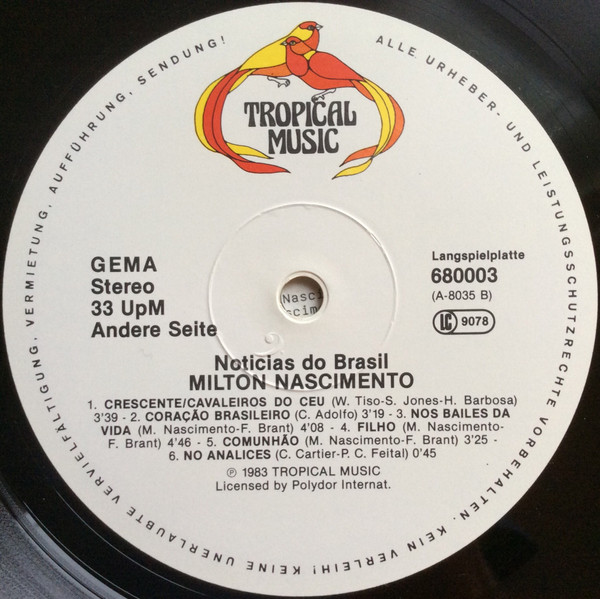 ALLE URHEBER- UND LEISTUNGSSCHUTZRECHTE VORBEHALTEN. KEIN VERLEIH! KEINE UNERLAUBTE VERVIELFÄLTIGUNG, VERMIETUNG, AUFFÜHRUNG, SENDUNG!
TROPICAL
MUSIC
GEMA
Stereo
33 UpM
Andere Seite
Langspielplatte
680003
(A-8035 B)
LC 9078
Nasci
scim
Noticias do Brasil
MILTON NASCIMENTO
1. CRESCENTE/CAVALEIROS DO CEU (W. Tiso-S. Jones-H. Barbosa)
3'39 - 2. CORAÇÃO BRASILEIRO (C. Adolfo) 3'19 - 3. NOS BAILES DA
VIDA (M. Nascimento-F. Brant) 4'08 - 4. FILHO (M. Nascimento-
F. Brant) 4'46 - 5. COMUNHÃO (M. Nascimento-F. Brant) 3'25 -
6. NO ANALICES (C. Cartier-P. C. Feital) 0'45
℗ 1983 TROPICAL MUSIC
Licensed by Polydor Internat.